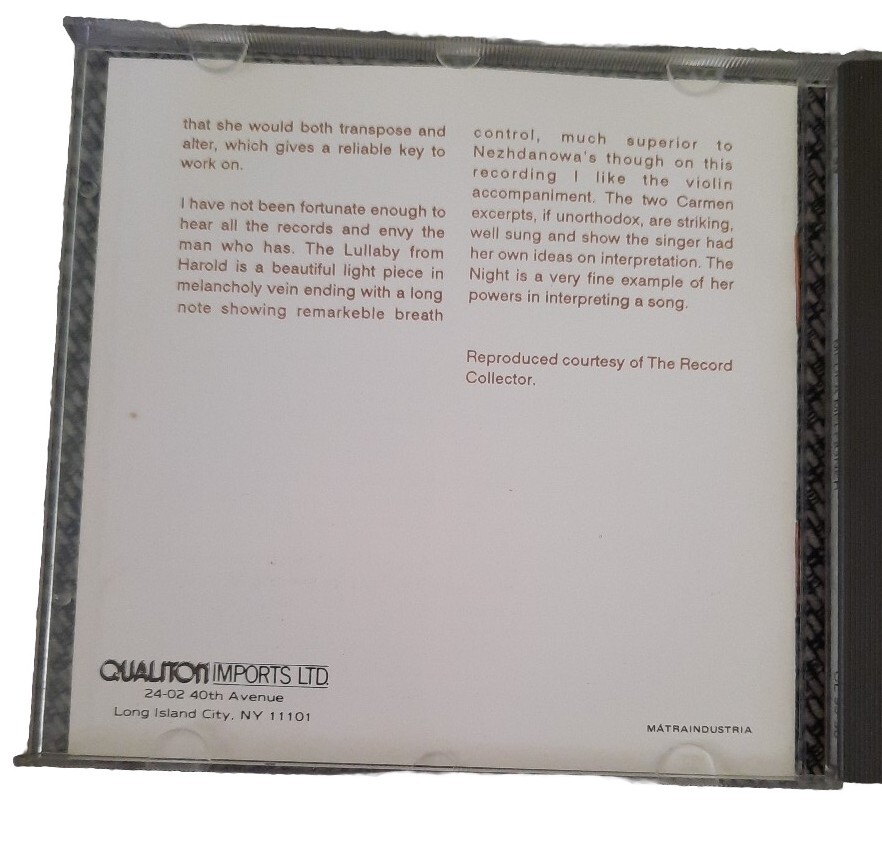 that she would both transpose and
alter, which gives a reliable key to
work on.
I have not been fortunate enough to
hear all the records and envy the
man who has. The Lullaby from
Harold is a beautiful light piece in
melancholy vein ending with a long
note showing remarkeble breath
control, much superior to
Nezhdanowa's though on this
recording I like the violin
accompaniment. The two Carmen
excerpts, if unorthodox, are striking,
well sung and show the singer had
her own ideas on interpretation. The
Night is a very fine example of her
powers in interpreting a song.
Reproduced courtesy of The Record
Collector.
QUALITON IMPORTS LTD.
24-02 40th Avenue
Long Island City, NY 11101
MÁTRAINDUSTRIA